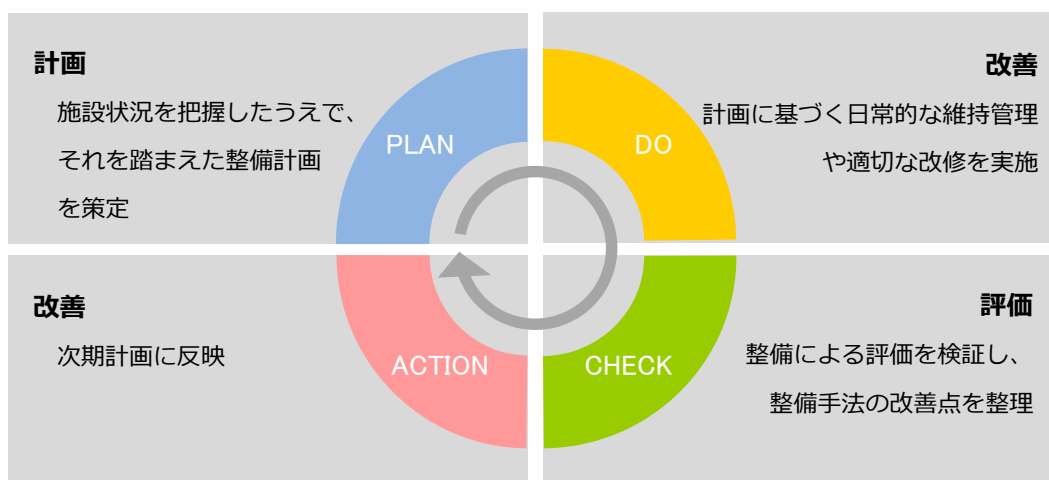 計画
施設状況を把握したうえで、
それを踏まえた整備計画
を策定
PLAN
改善
計画に基づく日常的な維持管理
や適切な改修を実施
DO
改善
次期計画に反映
ACTION
評価
整備による評価を検証し、
整備手法の改善点を整理
CHECK